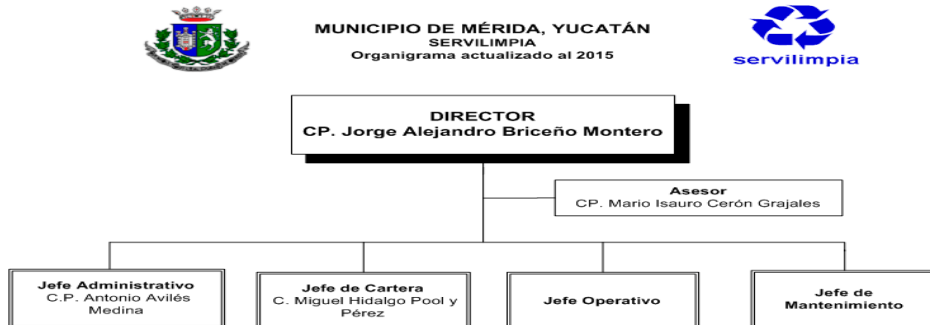 MUNICIPIO DE MÉRIDA, YUCATÁN
SERVILIMPIA
Organigrama actualizado al 2015
servilimpia
DIRECTOR
CP. Jorge Alejandro Briceño Montero
Asesor
CP. Mario Isauro Cerón Grajales
Jefe Administrativo
C.P. Antonio Avilés
Medina
Jefe de Cartera
C. Miguel Hidalgo Pool y
Pérez
Jefe Operativo
Jefe de
Mantenimiento